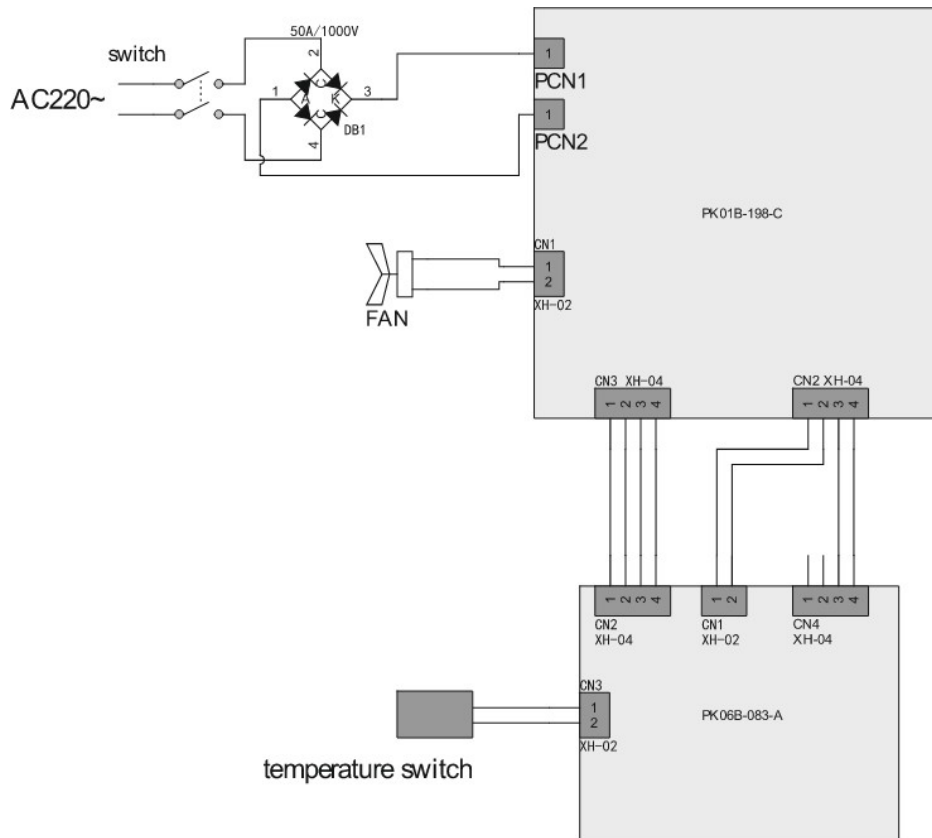 50A/1000V
switch
AC220~
2
1
A
K
3
4
DB1
1
PCN1
1
PCN2
PK01B-198-C
CN1
1
2
XH-02
FAN
CN3 XH-04
CN2 XH-04
1 2 3 4
1 2 3 4
1 2 3 4
1 2
1 2 3 4
CN2
XH-04
CN1
XH-02
CN4
XH-04
CN3
1
2
XH-02
PK06B-083-A
temperature switch